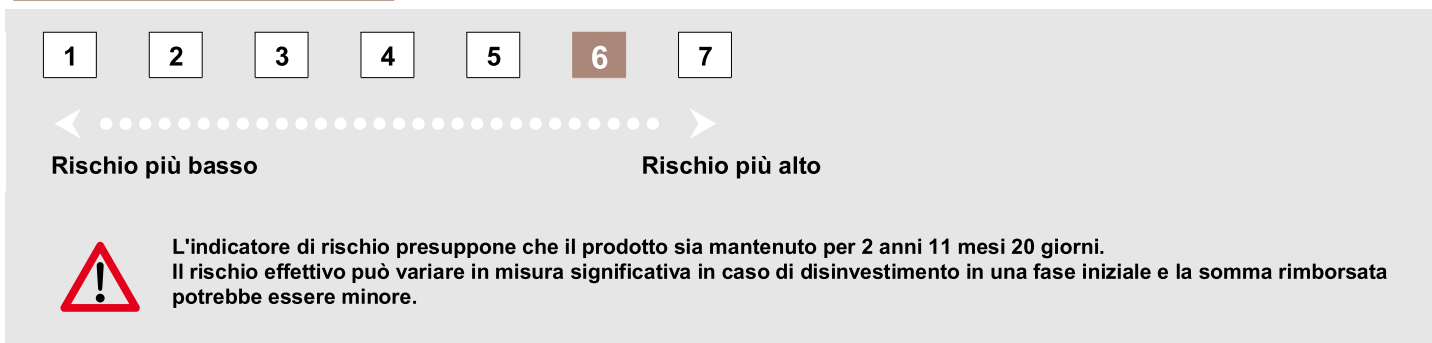 1 2 3 4 5 6 7
Rischio più basso Rischio più alto
L'indicatore di rischio presuppone che il prodotto sia mantenuto per 2 anni 11 mesi 20 giorni.
Il rischio effettivo può variare in misura significativa in caso di disinvestimento in una fase iniziale e la somma rimborsata
potrebbe essere minore.